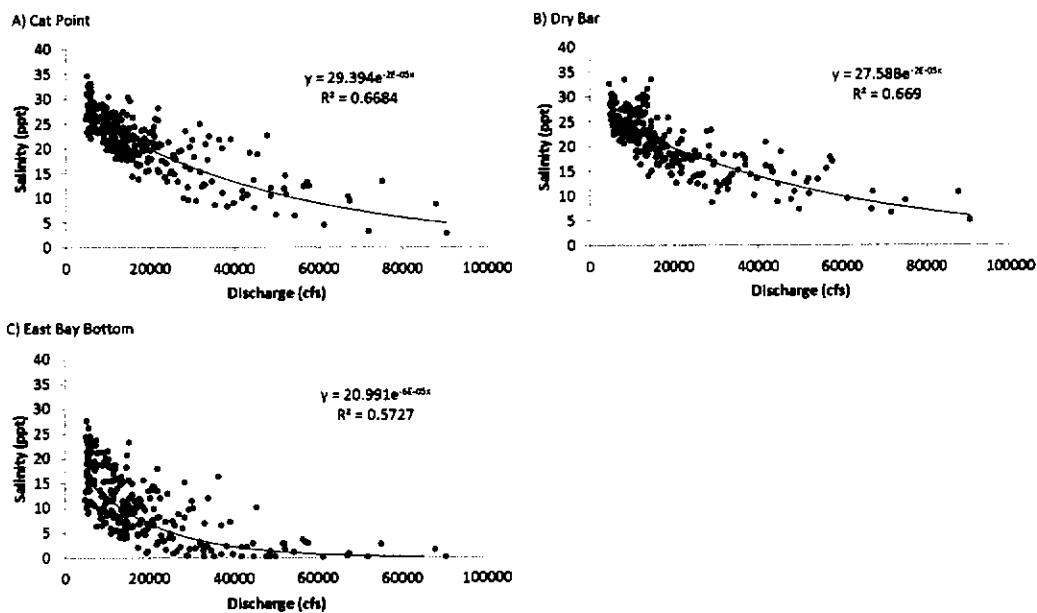 A) Cat Point
40
35
30
25
20
15
10
5
0
Salinity (ppt)
y = 29.394e^-2E-05x
R² = 0.6684
0 20000 40000 60000 80000 100000
Discharge (cfs)
B) Dry Bar
40
35
30
25
20
15
10
5
0
Salinity (ppt)
y = 27.588e^-2E-05x
R² = 0.669
0 20000 40000 60000 80000 100000
Discharge (cfs)
C) East Bay Bottom
40
35
30
25
20
15
10
5
0
Salinity (ppt)
y = 20.991e^-6E-05x
R² = 0.5727
0 20000 40000 60000 80000 100000
Discharge (cfs)